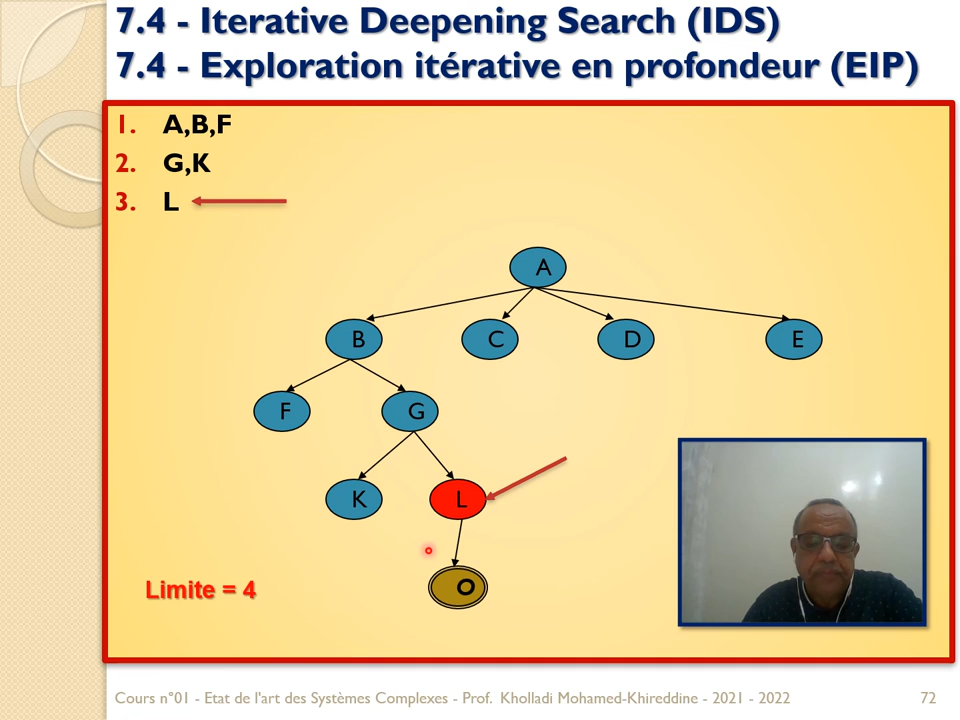 7.4 - Iterative Deepening Search (IDS)
7.4 - Exploration itérative en profondeur (EIP)
1. A,B,F
2. G,K
3. L
A
B C D E
F G
K L
O
Limite = 4
Cours n°01 - Etat de l'art des Systèmes Complexes - Prof. Kholladi Mohamed-Khireddine - 2021 - 2022 72